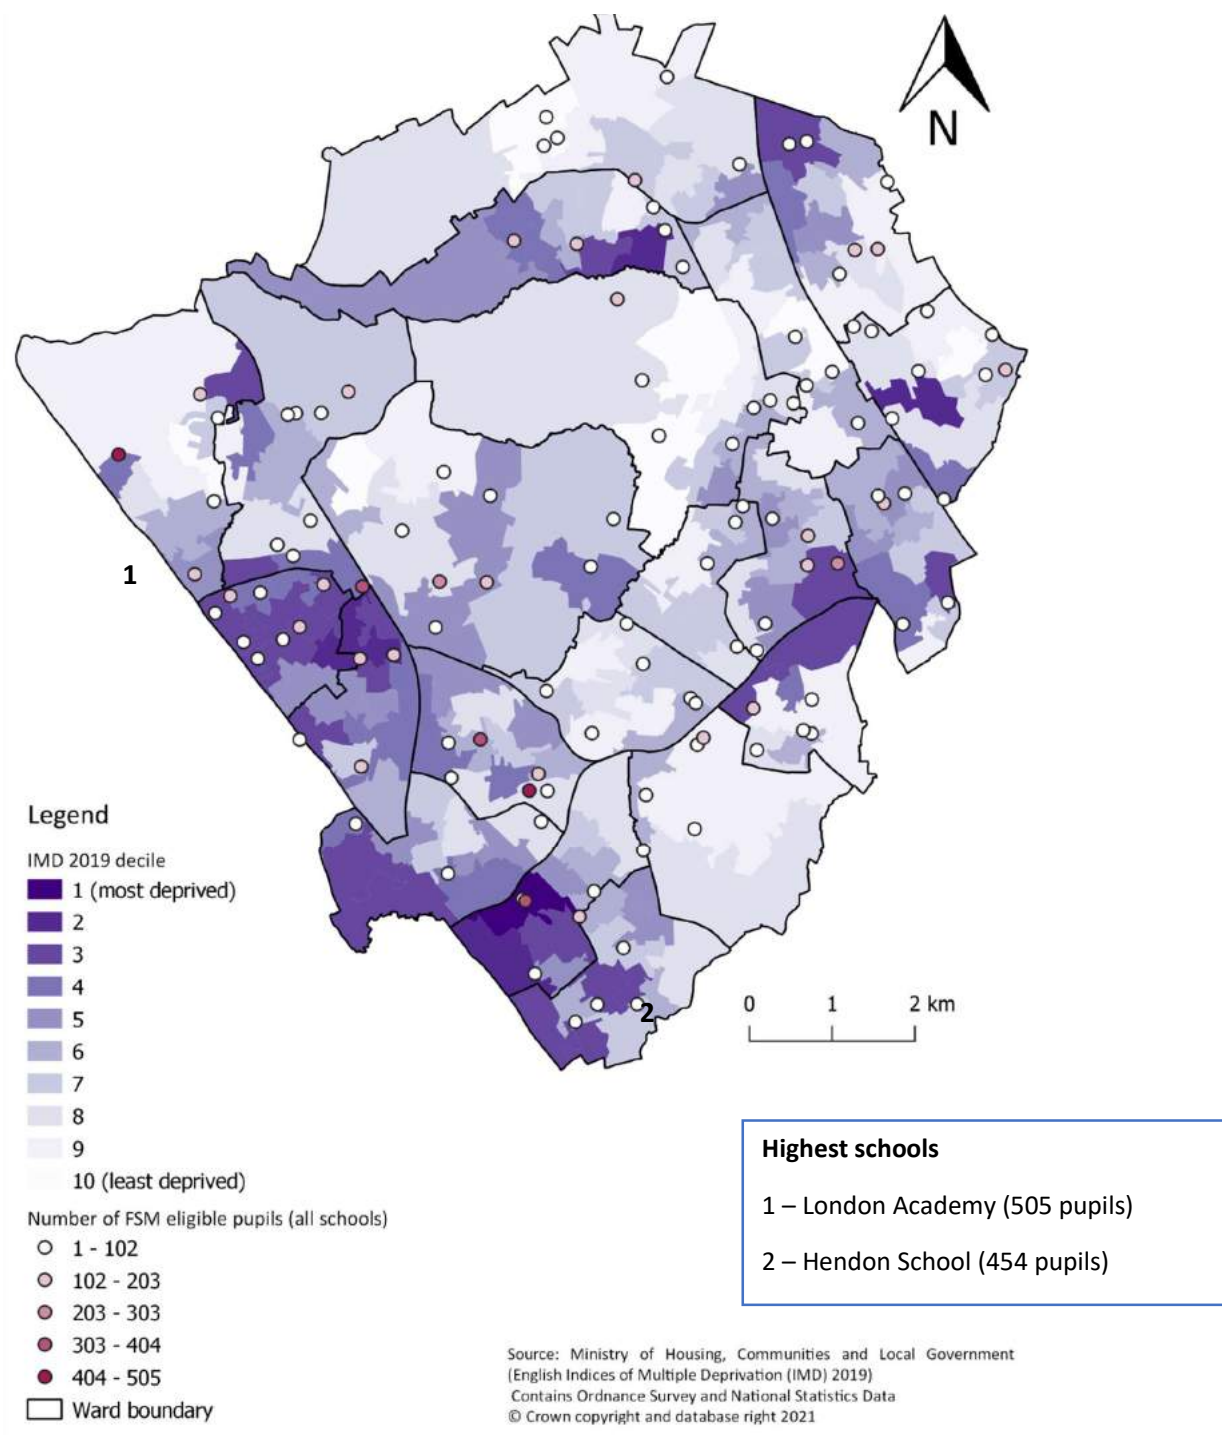 N
1
2
0 1 2 km
Legend
IMD 2019 decile
1 (most deprived)
2
3
4
5
6
7
8
9
10 (least deprived)
Number of FSM eligible pupils (all schools)
1 - 102
102 - 203
203 - 303
303 - 404
404 - 505
Ward boundary
Highest schools
1 – London Academy (505 pupils)
2 – Hendon School (454 pupils)
Source: Ministry of Housing, Communities and Local Government
(English Indices of Multiple Deprivation (IMD) 2019)
Contains Ordnance Survey and National Statistics Data
© Crown copyright and database right 2021